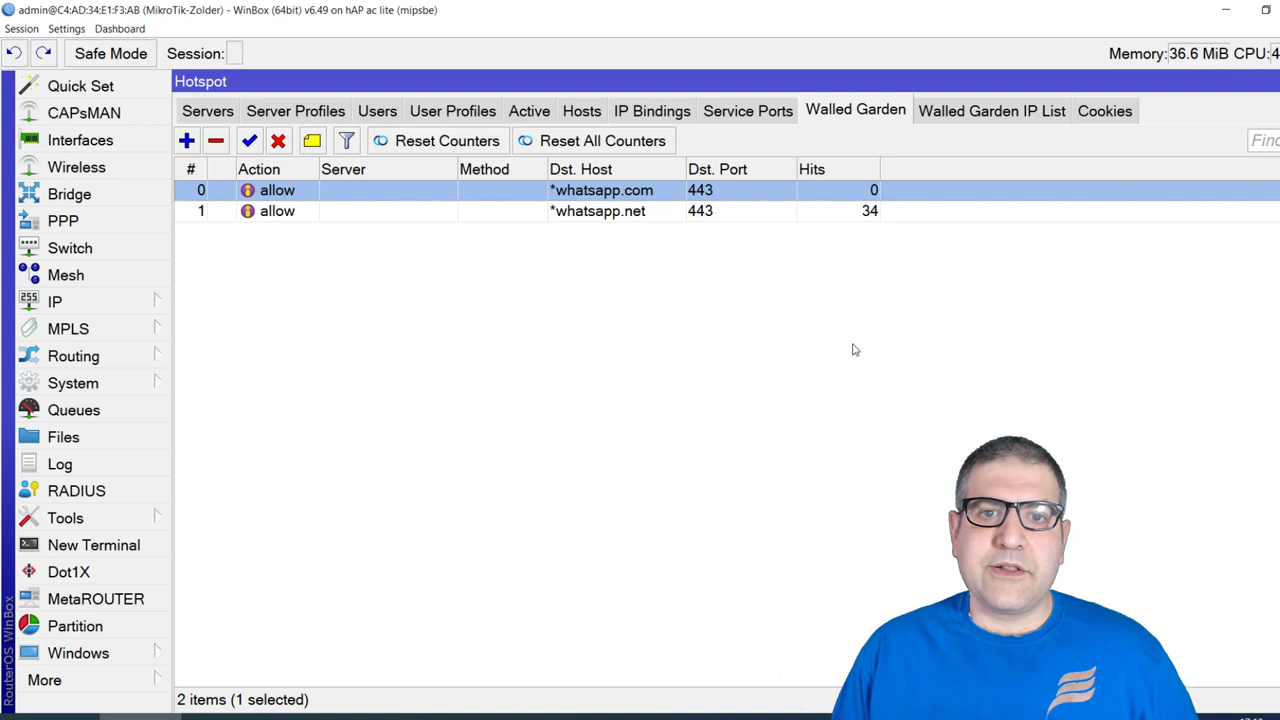 admin@C4:AD:34:E1:F3:AB (MikroTik-Zolder) - WinBox (64bit) v6.49 on hAP ac lite (mipsbe)
Session Settings Dashboard
Safe Mode Session: Memory: 36.6 MiB CPU: 4
Quick Set
CAPsMAN
Interfaces
Wireless
Bridge
PPP
Switch
Mesh
255 IP
MPLS
Routing
System
Queues
Files
Log
RADIUS
Tools
New Terminal
Dot1X
MetaROUTER
Partition
Windows
More
RouterOS WinBox
Hotspot
Servers Server Profiles Users User Profiles Active Hosts IP Bindings Service Ports Walled Garden Walled Garden IP List Cookies
Reset Counters Reset All Counters Find
# Action Server Method Dst. Host Dst. Port Hits
0 allow *whatsapp.com 443 0
1 allow *whatsapp.net 443 34
2 items (1 selected)